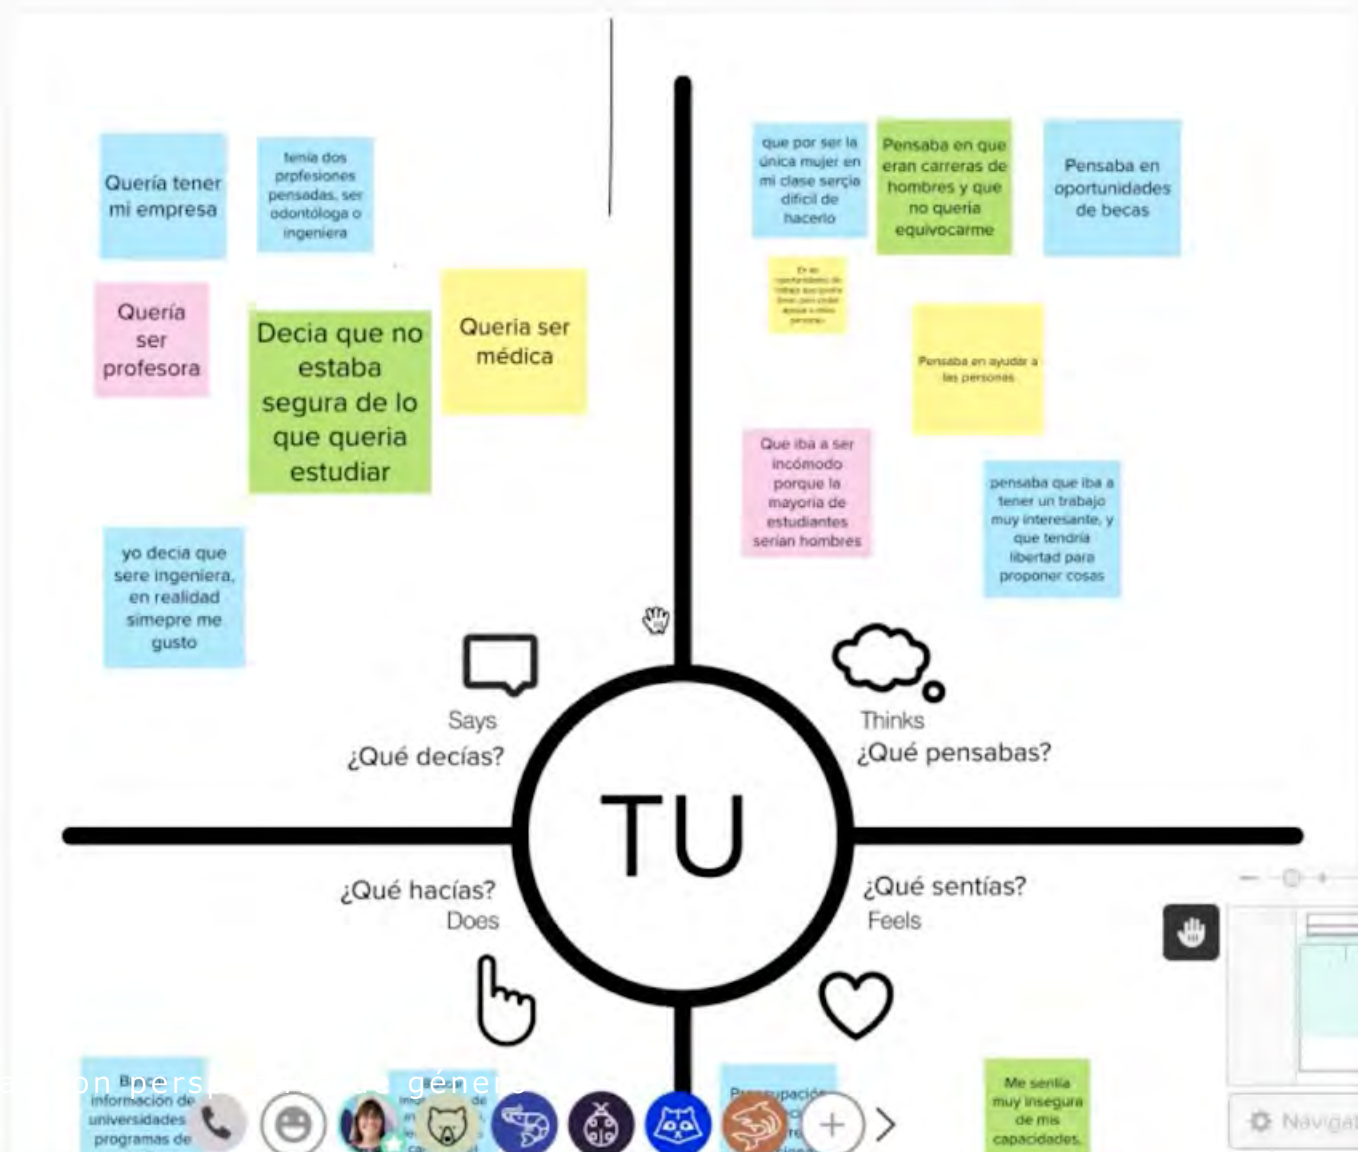 Quería tener
mi empresa
tenía dos
prpfesiones
pensadas, ser
odontóloga o
ingeniera
Quería
ser
profesora
Decia que no
estaba
segura de lo
que queria
estudiar
Queria ser
médica
yo decia que
sere ingeniera,
en realidad
simepre me
gusto
que por ser la
única mujer en
mi clase serçia
dificil de
hacerlo
Pensaba en que
eran carreras de
hombres y que
no queria
equivocarme
Pensaba en
oportunidades
de becas
Pensaba en ayudar a
las personas
Que iba a ser
incómodo
porque la
mayoria de
estudiantes
serían hombres
pensaba que iba a
tener un trabajo
muy interesante, y
que tendría
libertad para
proponer cosas
Says
¿Qué decías?
Thinks
¿Qué pensabas?
TU
¿Qué hacías?
Does
¿Qué sentías?
Feels
información de
universidades
programas de
género
Me sentía
muy insegura
de mis
capacidades.